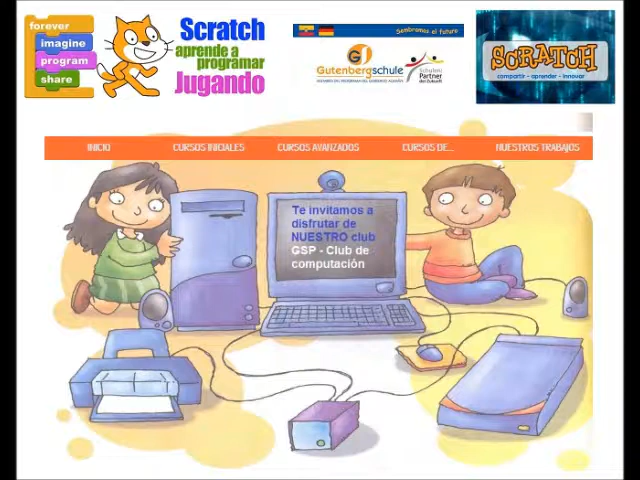 forever
imagine
program
share
Scratch
aprende a
programar
Jugando
Sembramos el futuro
Gutenbergschule
Schulen:
Partner
der Zukunft
SCRATCH
compartir - aprender - innovar
INICIO
CURSOS INICIALES
CURSOS AVANZADOS
CURSOS DE...
NUESTROS TRABAJOS
Te invitamos a
disfrutar de
NUESTRO club
GSP - Club de
computación